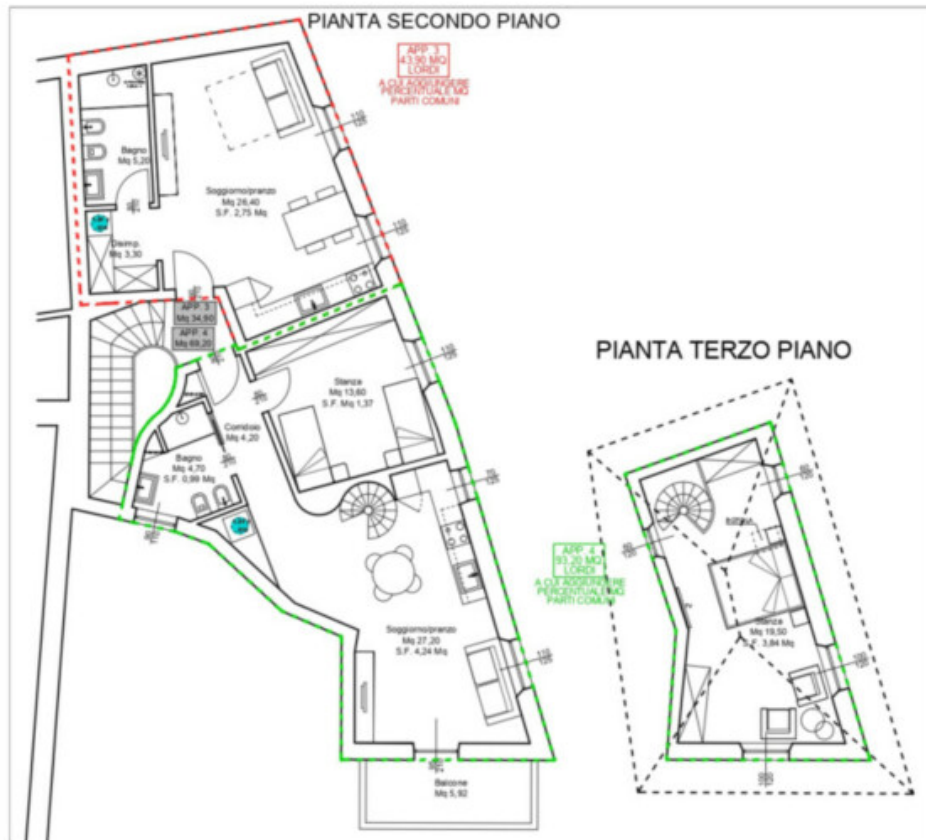 PIANTA SECONDO PIANO
APP. 3
43,90 MQ
LORDI
A CUI AGGIUNGERE
PERCENTUALE MQ
PARTI COMUNI
Bagno
Mq 5,20
Soggiorno/pranzo
Mq 26,40
S.F. 2,75 Mq
Disimp.
Mq 3,30
APP. 3
Mq 34,90
APP. 4
Mq 69,20
Stanza
Mq 13,60
S.F. Mq 1,37
Corridoio
Mq 4,20
Bagno
Mq 4,70
S.F. 0,98 Mq
Soggiorno/pranzo
Mq 27,20
S.F. 4,24 Mq
Balcone
Mq 5,92
PIANTA TERZO PIANO
APP. 4
93,20 MQ
LORDI
A CUI AGGIUNGERE
PERCENTUALE MQ
PARTI COMUNI
Stanza
Mq 19,50
S.F. 3,84 Mq